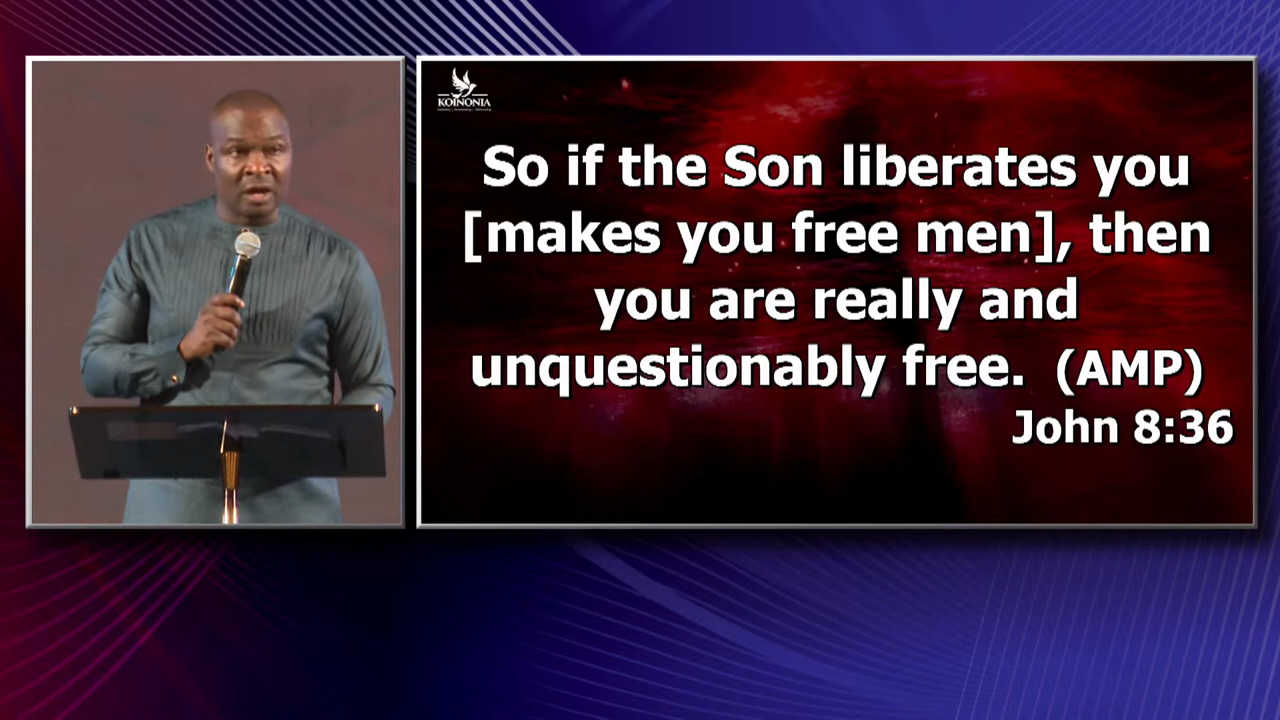 KOINONIA
So if the Son liberates you
[makes you free men], then
you are really and
unquestionably free. (AMP)
John 8:36